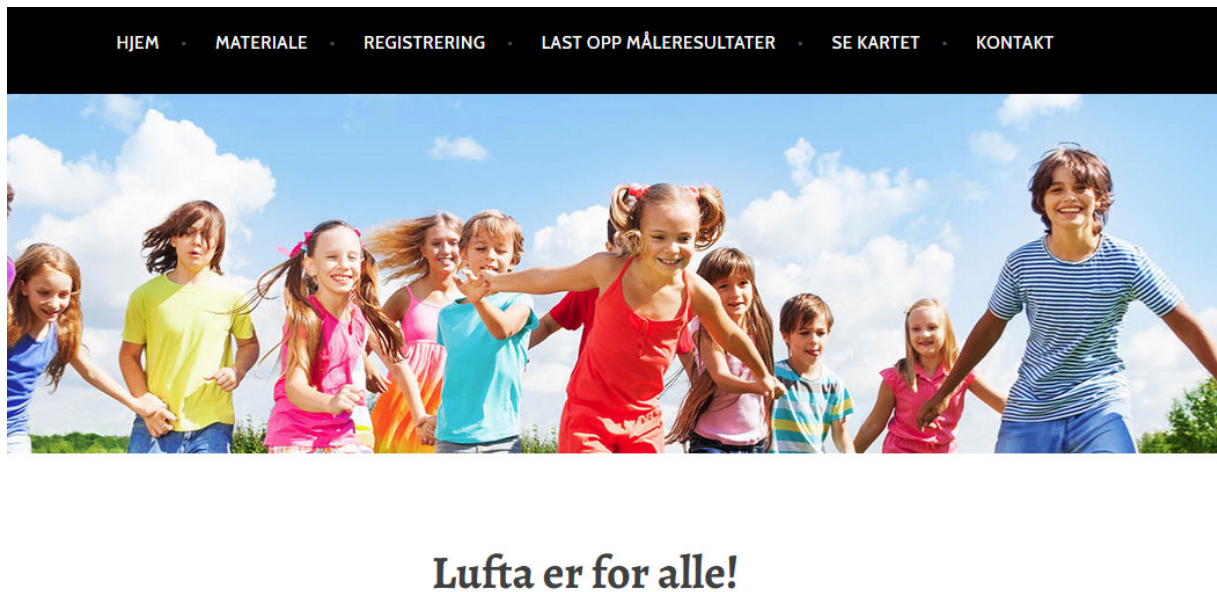 HJEM · MATERIALE · REGISTRERING · LAST OPP MÅLERESULTATER · SE KARTET · KONTAKT
Lufta er for alle!